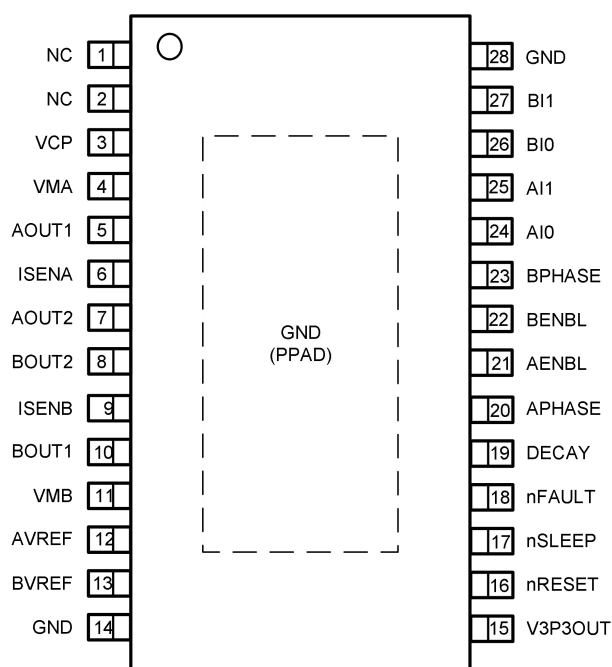 NC 1
NC 2
VCP 3
VMA 4
AOUT1 5
ISENA 6
AOUT2 7
BOUT2 8
ISENB 9
BOUT1 10
VMB 11
AVREF 12
BVREF 13
GND 14
GND
(PPAD)
28 GND
27 BI1
26 BI0
25 AI1
24 AI0
23 BPHASE
22 BENBL
21 AENBL
20 APHASE
19 DECAY
18 nFAULT
17 nSLEEP
16 nRESET
15 V3P3OUT